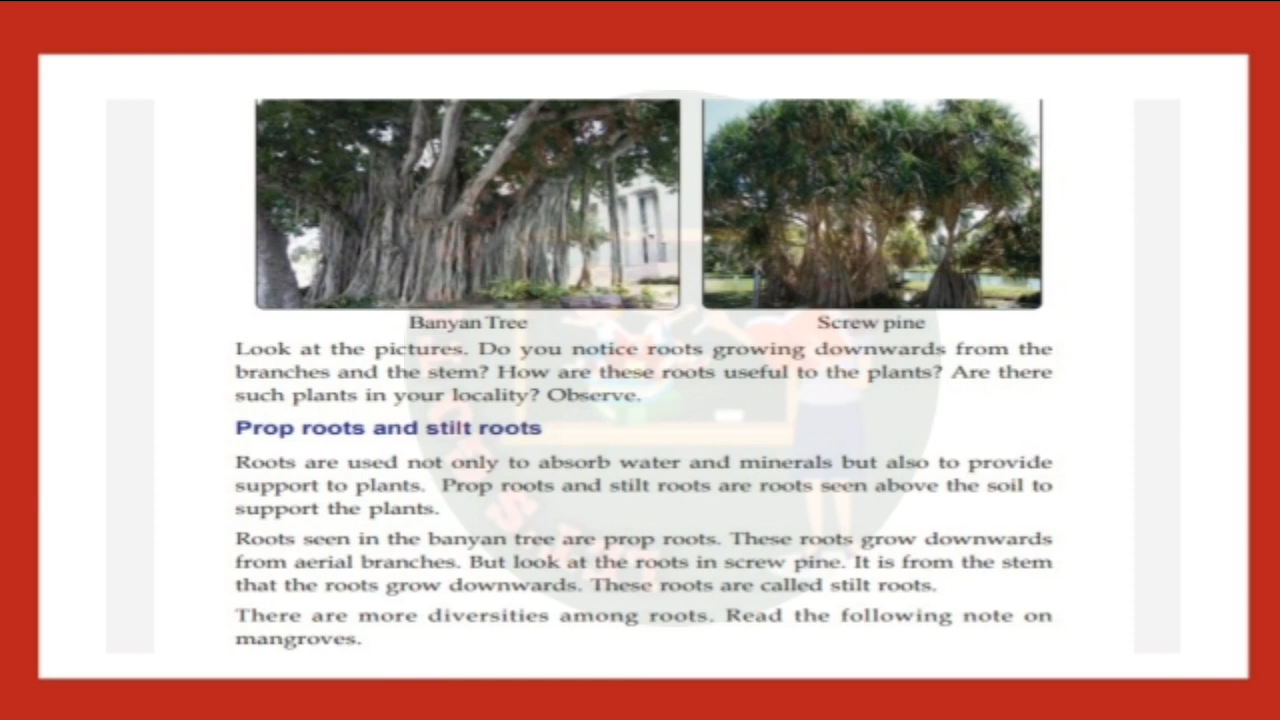 Banyan Tree
Screw pine
Look at the pictures. Do you notice roots growing downwards from the
branches and the stem? How are these roots useful to the plants? Are there
such plants in your locality? Observe.
Prop roots and stilt roots
Roots are used not only to absorb water and minerals but also to provide
support to plants. Prop roots and stilt roots are roots seen above the soil to
support the plants.
Roots seen in the banyan tree are prop roots. These roots grow downwards
from aerial branches. But look at the roots in screw pine. It is from the stem
that the roots grow downwards. These roots are called stilt roots.
There are more diversities among roots. Read the following note on
mangroves.